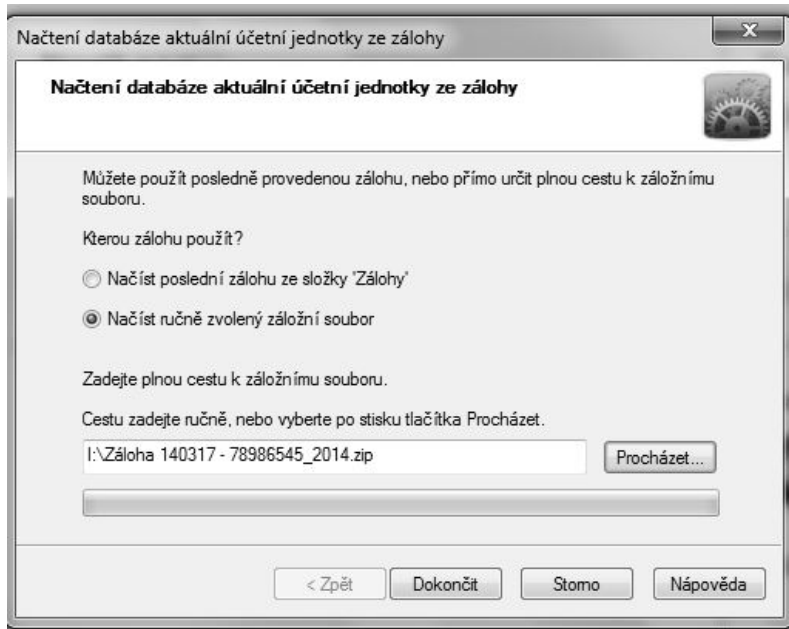 Načtení databáze aktuální účetní jednotky ze zálohy
Načtení databáze aktuální účetní jednotky ze zálohy
Můžete použít posledně provedenou zálohu, nebo přímo určit plnou cestu k záložnímu
souboru.
Kterou zálohu použít?
Načíst poslední zálohu ze složky 'Zálohy'
Načíst ručně zvolený záložní soubor
Zadejte plnou cestu k záložnímu souboru.
Cestu zadejte ručně, nebo vyberte po stisku tlačítka Procházet.
I:\Záloha 140317 - 78986545_2014.zip Procházet...
< Zpět Dokončit Storno Nápověda